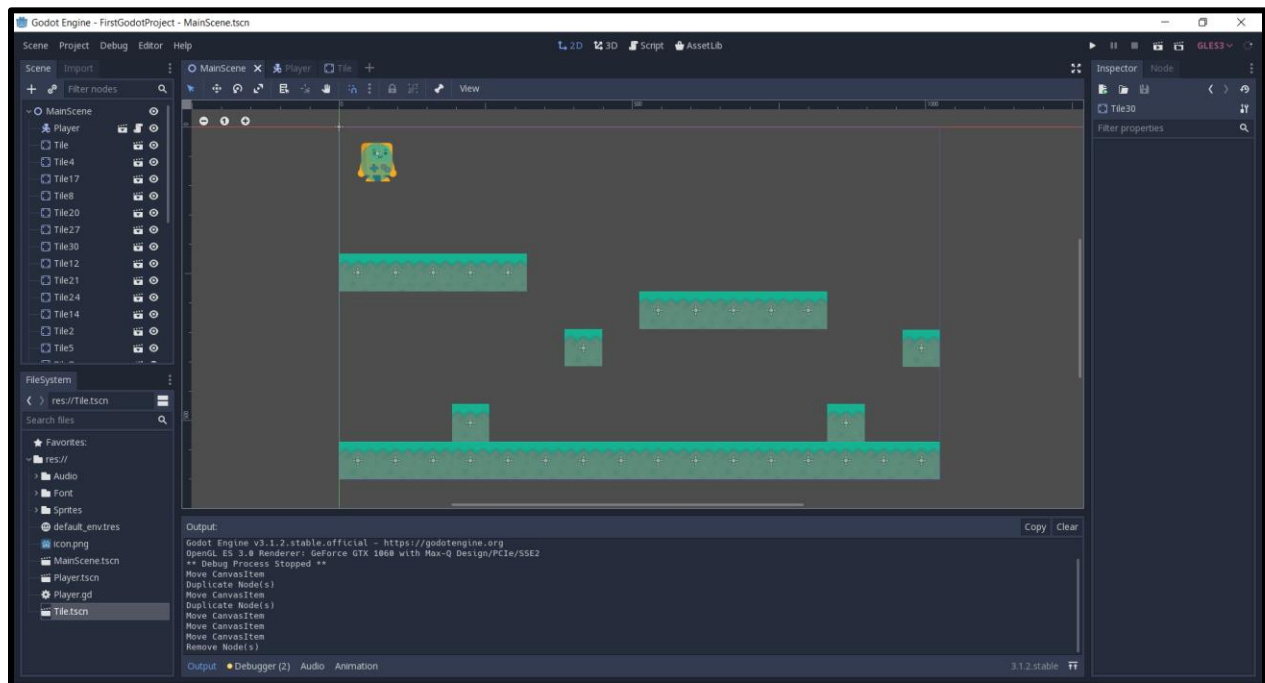 Godot Engine - FirstGodotProject - MainScene.tscn
Scene Project Debug Editor Help
2D 3D Script AssetLib
GLES3
Scene Import
MainScene Player Tile
Inspector Node
Filter nodes
View
MainScene
Player
Tile
Tile4
Tile17
Tile8
Tile20
Tile27
Tile30
Tile12
Tile21
Tile24
Tile14
Tile2
Tile5
Tile30
Filter properties
FileSystem
res://Tile.tscn
Search files
Favorites:
res://
Audio
Font
Sprites
default_env.tres
icon.png
MainScene.tscn
Player.tscn
Player.gd
Tile.tscn
Output:
Copy Clear
Godot Engine v3.1.2.stable.official - https://godotengine.org
OpenGL ES 3.0 Renderer: GeForce GTX 1060 with Max-Q Design/PCIe/SSE2
** Debug Process Stopped **
Move CanvasItem
Duplicate Node(s)
Move CanvasItem
Duplicate Node(s)
Move CanvasItem
Move CanvasItem
Move CanvasItem
Remove Node(s)
Output Debugger (2) Audio Animation
3.1.2.stable